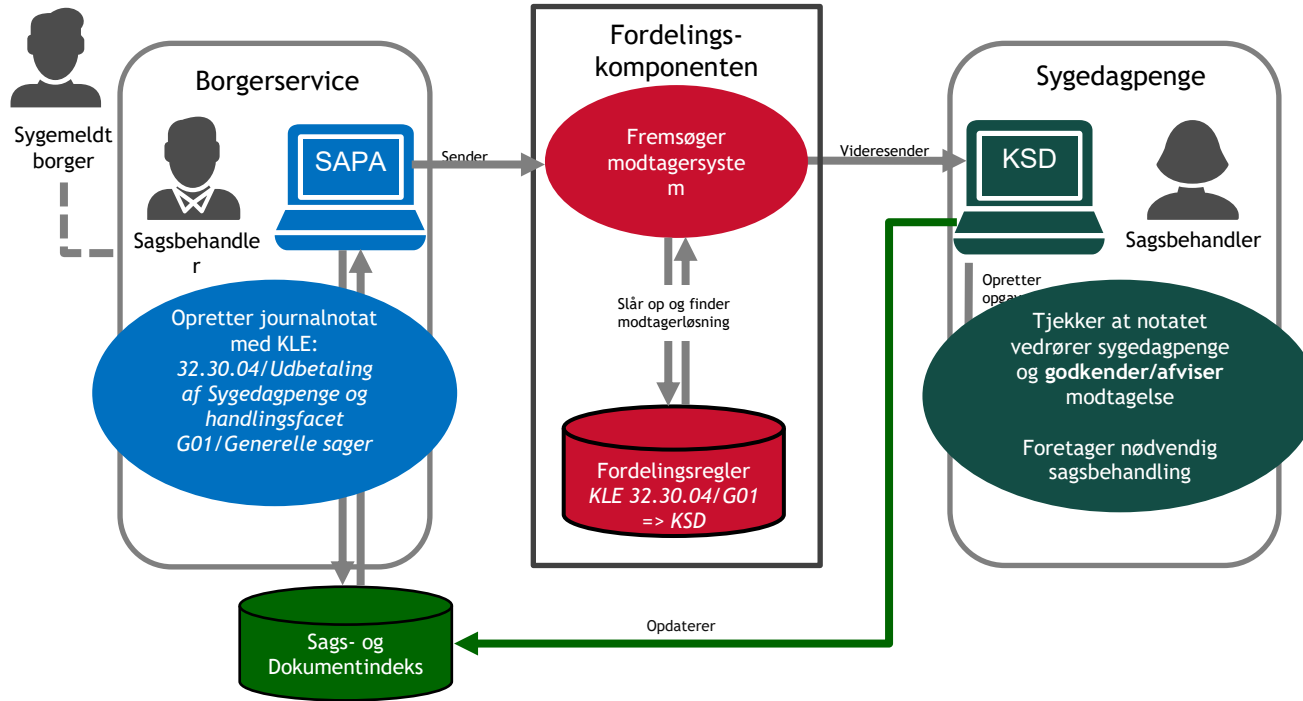 Sygemeldt
borger
Borgerservice
Sagsbehandle
r
SAPA
Sender
Opretter journalnotat
med KLE:
32.30.04/Udbetaling
af Sygedagpenge og
handlingsfacet
G01/Generelle sager
Fordelings-
komponenten
Fremsøger
modtagersyste
m
Videresender
Slår op og finder
modtagerløsning
Fordelingsregler
KLE 32.30.04/G01
=> KSD
Sygedagpenge
KSD
Sagsbehandler
Opretter
opgav
Tjekker at notatet
vedrører sygedagpenge
og godkender/afviser
modtagelse
Foretager nødvendig
sagsbehandling
Opdaterer
Sags- og
Dokumentindeks